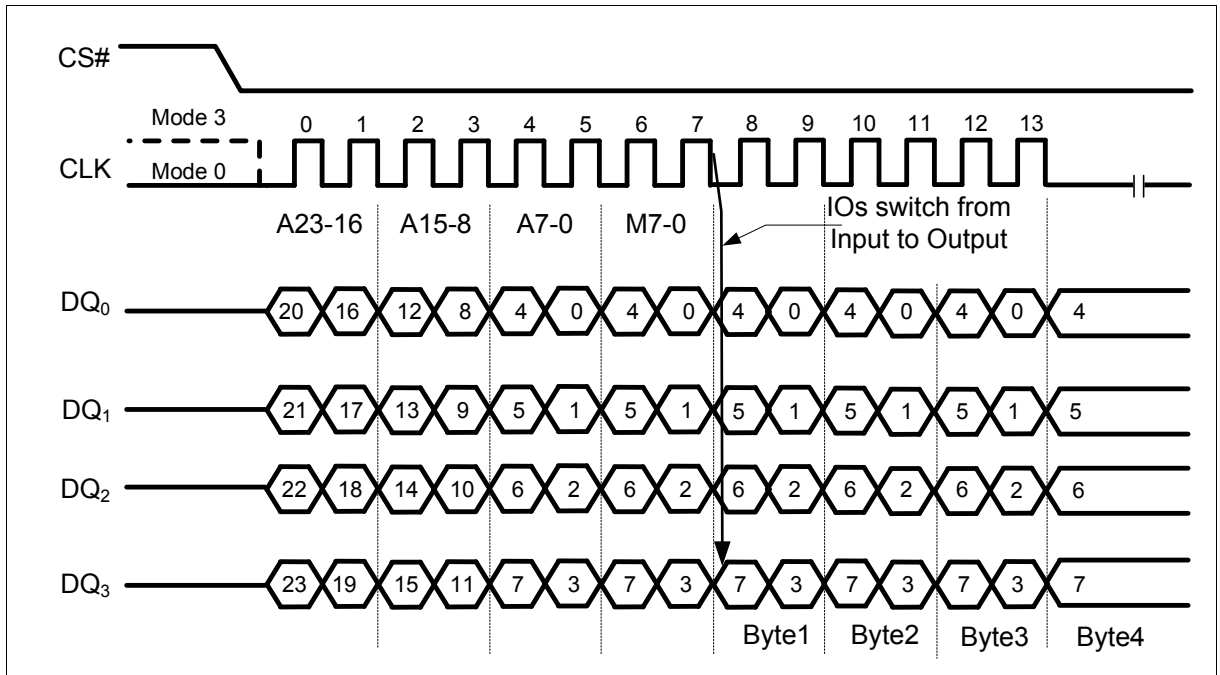 CS#
Mode 3
0 1 2 3 4 5 6 7 8 9 10 11 12 13
CLK
Mode 0
A23-16 A15-8 A7-0 M7-0
IOs switch from
Input to Output
DQ0 20 16 12 8 4 0 4 0 4 0 4 0 4 0 4
DQ1 21 17 13 9 5 1 5 1 5 1 5 1 5 1 5
DQ2 22 18 14 10 6 2 6 2 6 2 6 2 6 2 6
DQ3 23 19 15 11 7 3 7 3 7 3 7 3 7 3 7
Byte1 Byte2 Byte3 Byte4